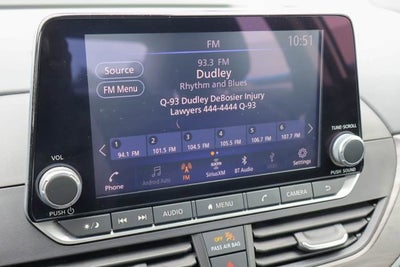 FM
10:51
93.3 FM
Source
Dudley
Rhythm and Blues
FM Menu
Q-93 Dudley DeBosier Injury
Lawyers 444-4444 Q-93
1 2 3 4 5 6
94.1 FM 101.5 FM 104.5 FM 105.5 FM 106.7 FM 107.7 FM
Phone Android Auto FM SiriusXM BT Audio Connections Settings
VOL
PUSH
TUNE·SCROLL
PUSH SOUND
AUDIO MENU CAMERA
PASS AIR BAG
OFF